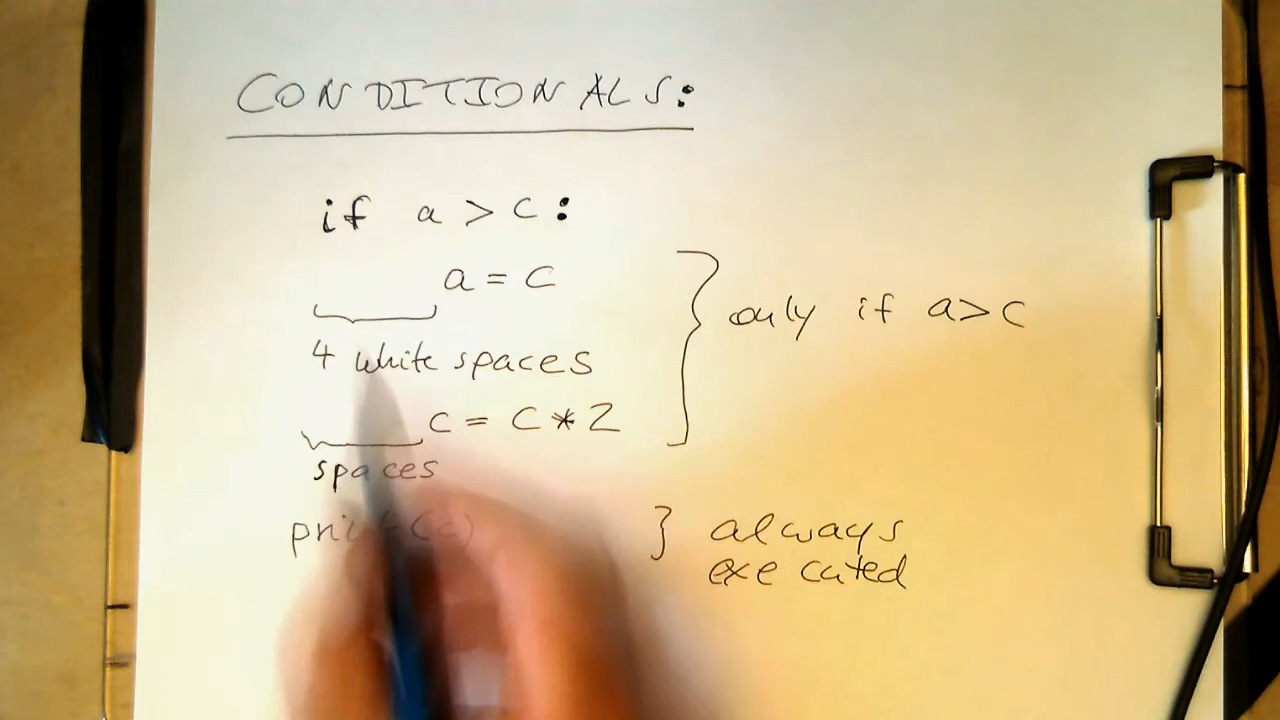 CONDITIONALS:
if a > c:
a = c
only if a>c
4 white spaces
c = c * 2
spaces
always
executed